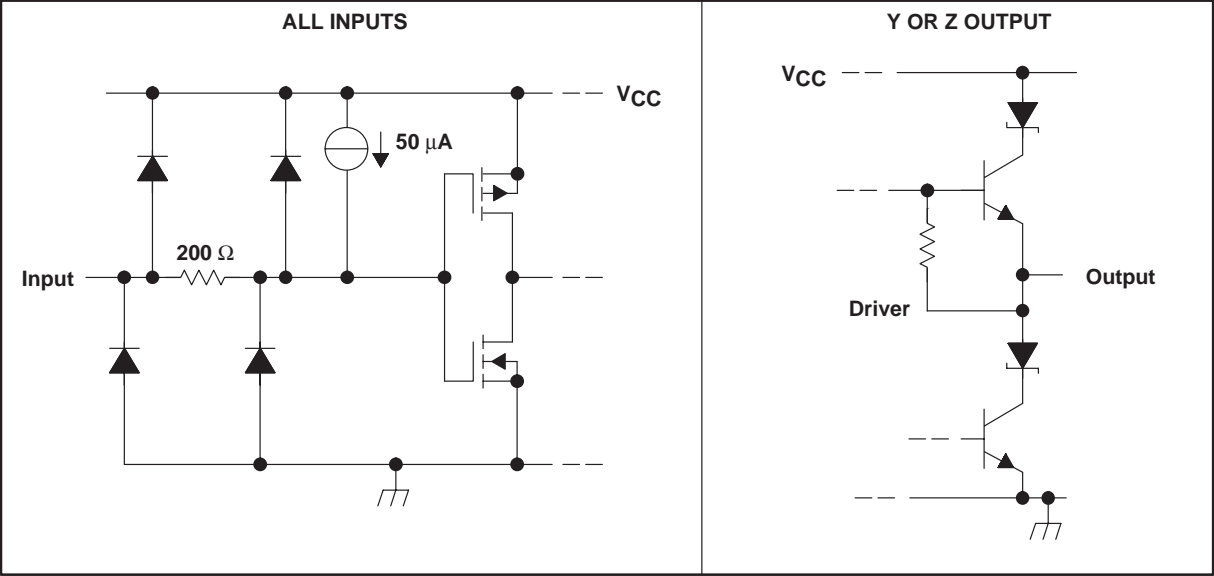 ALL INPUTS
VCC
50 µA
200 Ω
Input
Y OR Z OUTPUT
VCC
Output
Driver